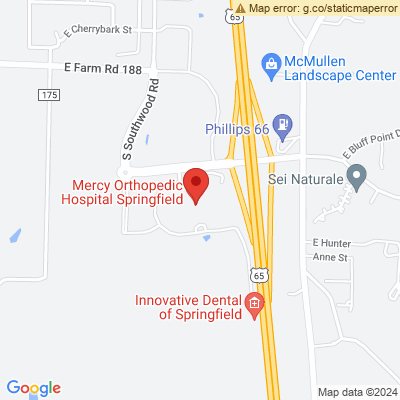 Map error: g.co/staticmaperror
E Cherrybark St
65
McMullen
Landscape Center
E Farm Rd 188
175
S Southwood Rd
Phillips 66
E Bluff Point D
Mercy Orthopedic
Hospital Springfield
Sei Naturale
E Hunter
Anne St
65
Innovative Dental
of Springfield
65
Google
Map data ©2024